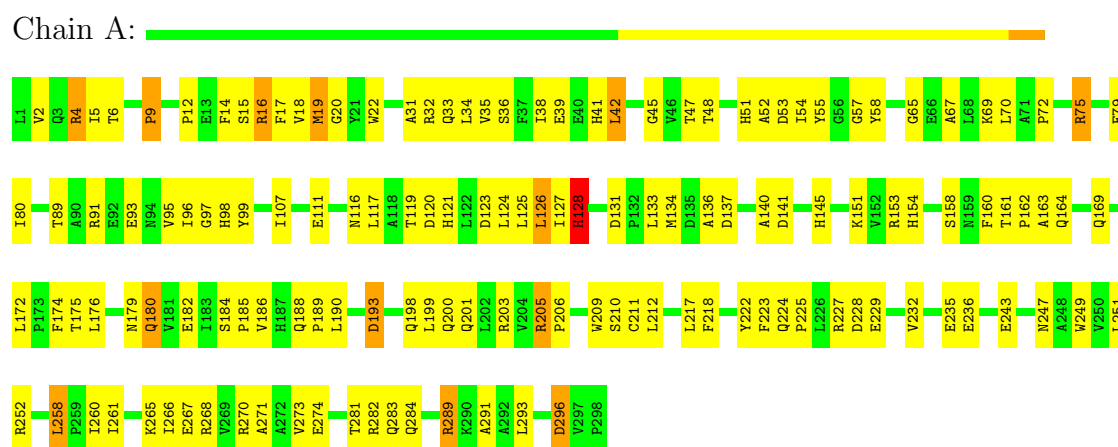 Chain A:
L1 V2 Q3 R4 I5 T6 P9 P12 E13 F14 S15 R16 F17 V18 M19 G20 Y21 W22 A31 R32 Q33 L34 V35 S36 F37 I38 E39 E40 H41 L42 G45 V46 T47 T48 H51 A52 D53 I54 Y55 G56 G57 Y58 G65 E66 A67 L68 K69 L70 A71 P72 R75
I80 T89 A90 R91 E92 E93 N94 V95 I96 G97 H98 Y99 I107 E111 N116 L117 A118 T119 D120 H121 L122 D123 L124 L125 L126 I127 H128 D131 P132 L133 M134 D135 A136 D137 A140 D141 H145 K151 V152 R153 H154 S158 N159 F160 T161 P162 A163 Q164 Q169
L172 P173 F174 T175 L176 N179 Q180 V181 E182 I183 S184 P185 V186 H187 Q188 P189 L190 D193 Q198 L199 Q200 Q201 L202 R203 V204 R205 P206 W209 S210 C211 L212 L217 F218 Y222 F223 Q224 P225 L226 R227 D228 E229 V232 E235 E236 E243 N247 A248 W249 V250 L251
R252 L258 P259 I260 I261 K265 I266 E267 R268 V269 R270 A271 A272 V273 E274 T281 R282 Q283 Q284 R289 K290 A291 A292 L293 D296 V297 P298